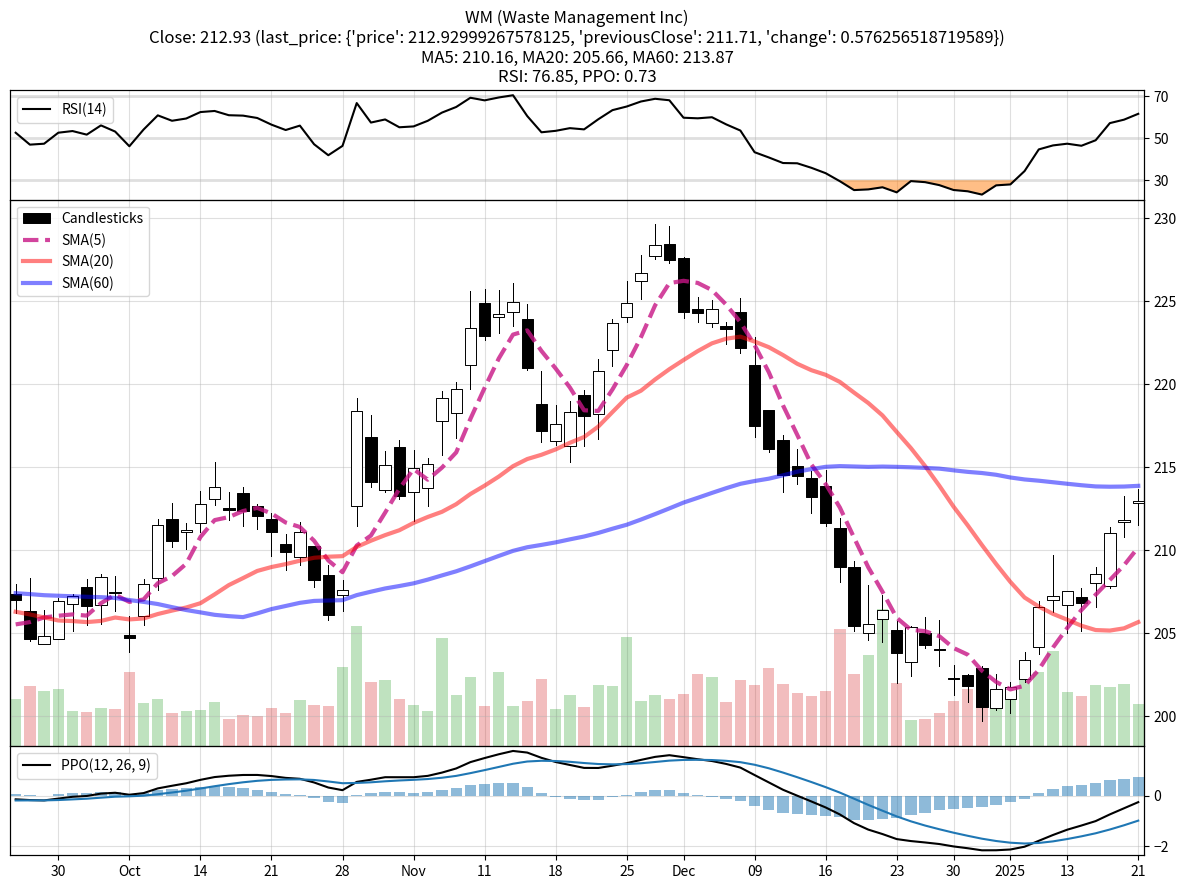 WM (Waste Management Inc)
Close: 212.93 (last_price: {'price': 212.92999267578125, 'previousClose': 211.71, 'change': 0.576256518719589})
MA5: 210.16, MA20: 205.66, MA60: 213.87
RSI: 76.85, PPO: 0.73
RSI(14)
70
50
30
Candlesticks
SMA(5)
SMA(20)
SMA(60)
230
225
220
215
210
205
200
PPO(12, 26, 9)
0
−2
30 Oct 14 21 28 Nov 11 18 25 Dec 09 16 23 30 2025 13 21